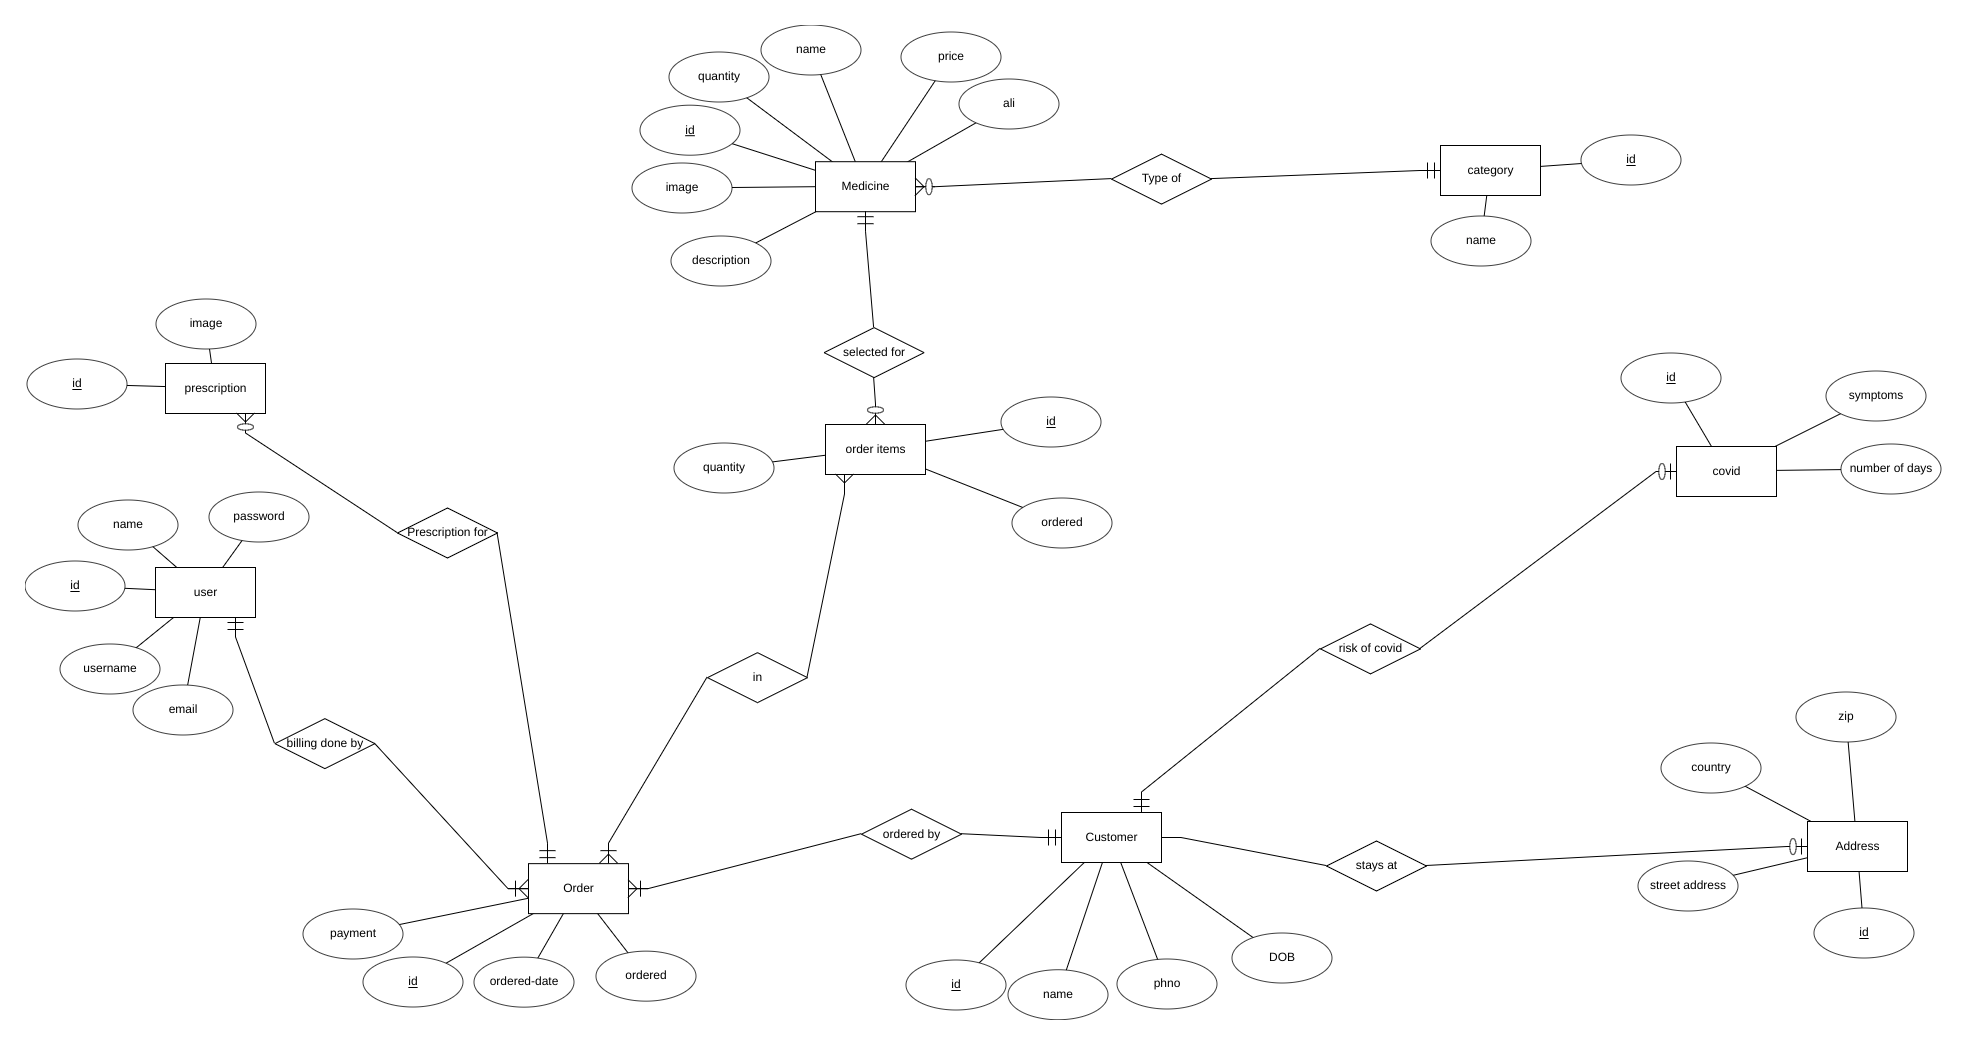 name
price
quantity
ali
id
image
Medicine
description
Type of
category
id
name
selected for
image
id
prescription
Prescription for
order items
quantity
id
ordered
id
symptoms
covid
number of days
name
password
id
user
username
email
billing done by
in
risk of covid
zip
country
Address
street address
id
ordered by
Customer
stays at
Order
payment
id
ordered-date
ordered
id
name
phno
DOB